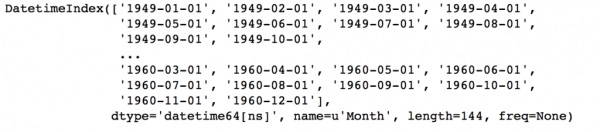 DatetimeIndex(['1949-01-01', '1949-02-01', '1949-03-01', '1949-04-01',
'1949-05-01', '1949-06-01', '1949-07-01', '1949-08-01',
'1949-09-01', '1949-10-01',
...
'1960-03-01', '1960-04-01', '1960-05-01', '1960-06-01',
'1960-07-01', '1960-08-01', '1960-09-01', '1960-10-01',
'1960-11-01', '1960-12-01'],
dtype='datetime64[ns]', name=u'Month', length=144, freq=None)